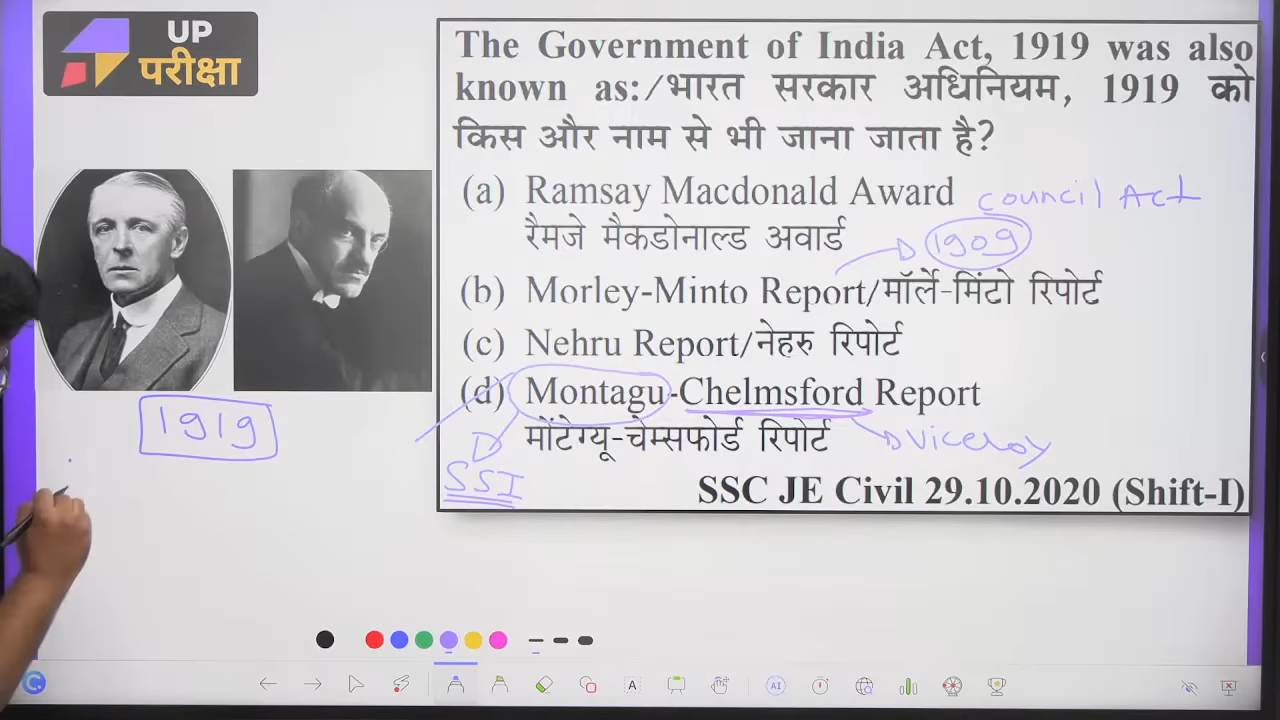 UP
परीक्षा
The Government of India Act, 1919 was also
known as:/भारत सरकार अधिनियम, 1919 को
किस और नाम से भी जाना जाता है?
(a) Ramsay Macdonald Award council Act
रैमजे मैकडोनाल्ड अवार्ड 1909
(b) Morley-Minto Report/मॉर्ले-मिंटो रिपोर्ट
(c) Nehru Report/नेहरु रिपोर्ट
(d) Montagu-Chelmsford Report
1919
मोंटेग्यू-चेम्सफोर्ड रिपोर्ट viceroy
SSI
SSC JE Civil 29.10.2020 (Shift-I)
A
AI